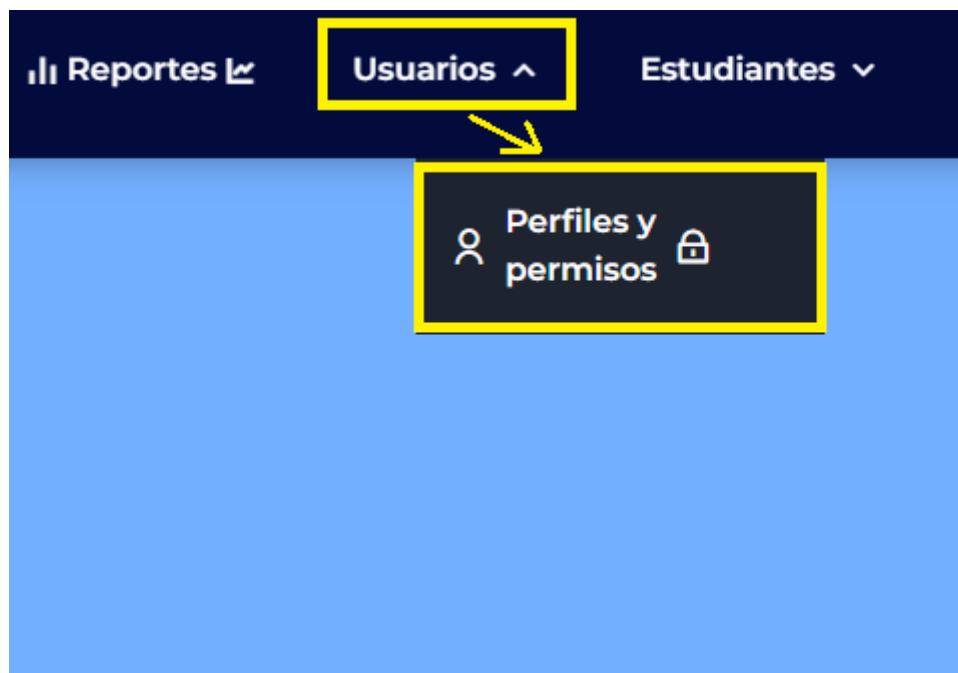 Reportes
Usuarios
Estudiantes
Perfiles y
permisos